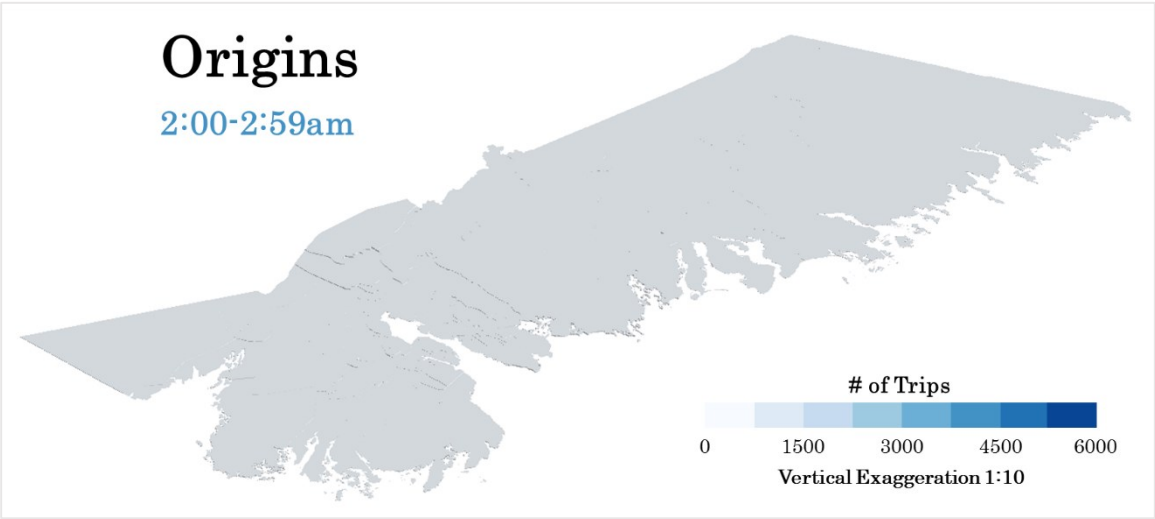 Origins
2:00-2:59am
# of Trips
0 1500 3000 4500 6000
Vertical Exaggeration 1:10